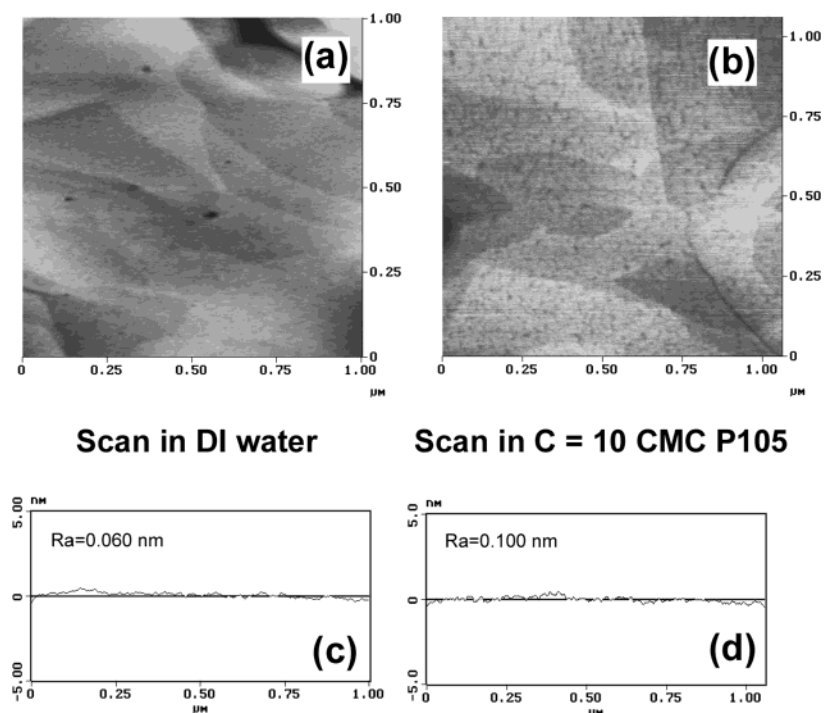 (a)
1.00
0.75
0.50
0.25
0
0 0.25 0.50 0.75 1.00
μM
(b)
1.00
0.75
0.50
0.25
0
0 0.25 0.50 0.75 1.00
μM
Scan in DI water
Scan in C = 10 CMC P105
nM
5.00
0
-5.00
Ra=0.060 nm
(c)
0 0.25 0.50 0.75 1.00
μM
nM
5.0
0
-5.0
Ra=0.100 nm
(d)
0 0.25 0.50 0.75 1.00
μM